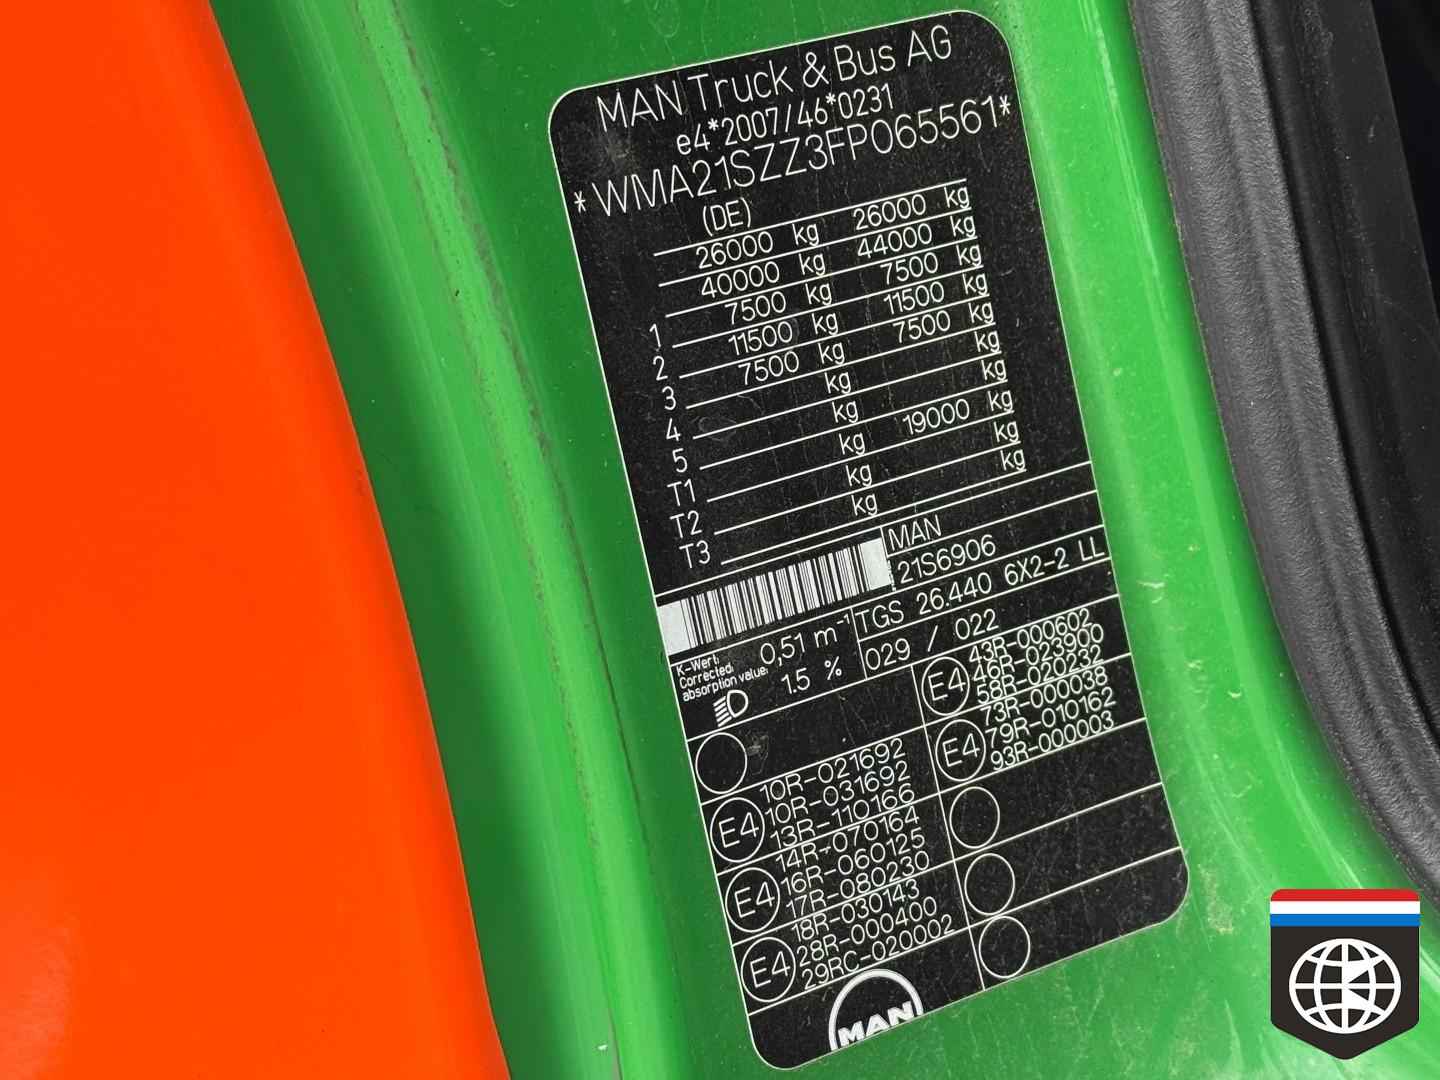 MAN Truck & Bus AG
e4*2007/46*0231
*WMA21SZZ3FP065561*
(DE)
26000 kg 26000 kg
40000 kg 44000 kg
1 7500 kg 7500 kg
2 11500 kg 11500 kg
3 7500 kg 7500 kg
4 kg kg
5 kg kg
T1 kg 19000 kg
T2 kg kg
T3 kg kg
MAN
21S6906
TGS 26.440 6X2-2 LL
029 / 022
K-Wert:
Corrected
absorption value:
0,51 m⁻¹
1.5 %
E4
43R-000602
46R-023900
58R-020232
E4
73R-000038
79R-010162
93R-000003
E4
10R-021692
10R-031692
13R-110166
E4
14R-070164
16R-060125
17R-080230
E4
18R-030143
28R-000400
29RC-020002
MAN